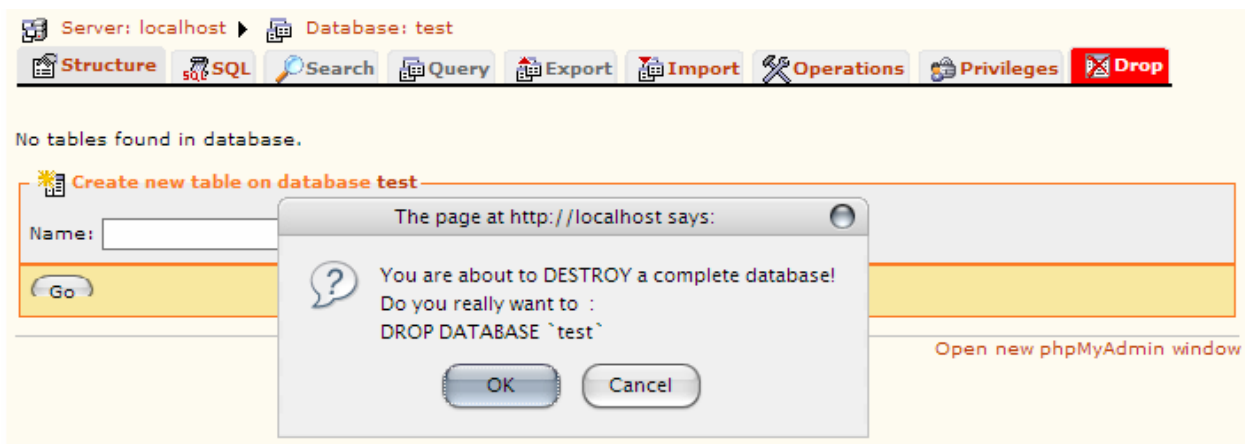 Server: localhost Database: test
Structure SQL Search Query Export Import Operations Privileges Drop
No tables found in database.
Create new table on database test
Name:
Go
The page at http://localhost says:
You are about to DESTROY a complete database!
Do you really want to :
DROP DATABASE `test`
OK Cancel
Open new phpMyAdmin window